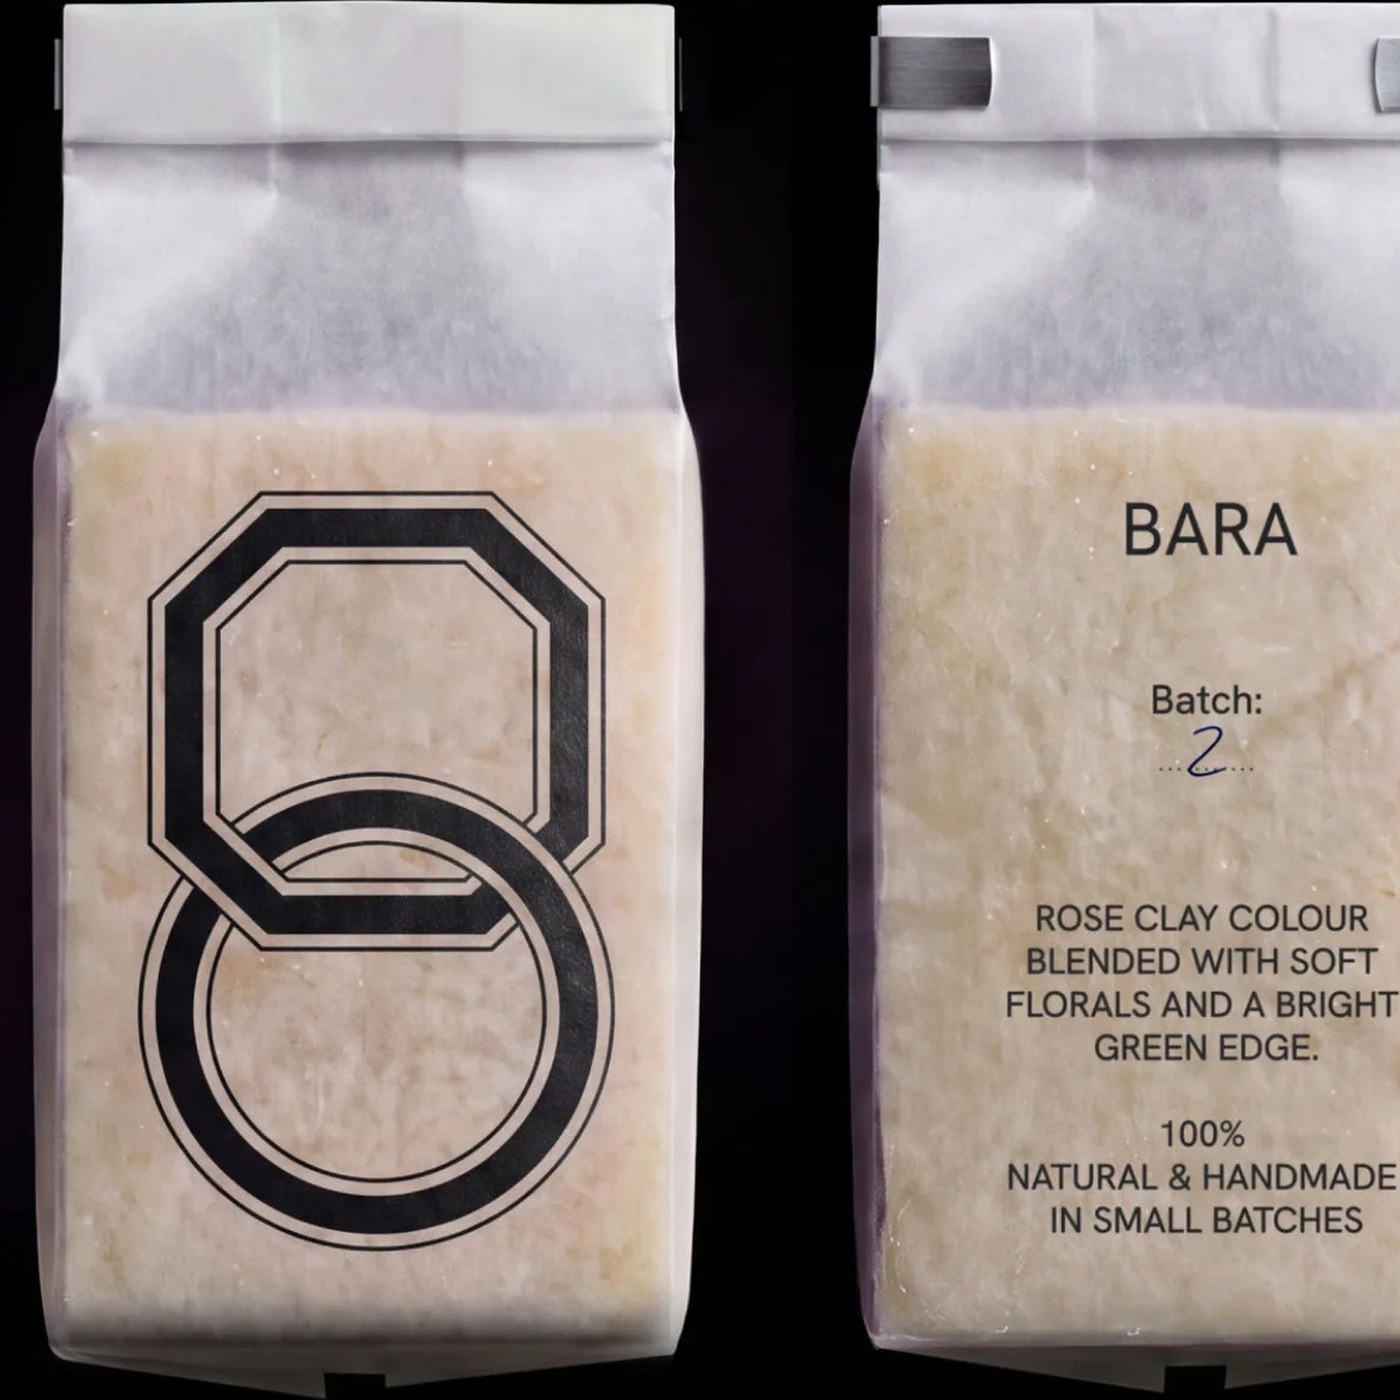 BARA
Batch:
2
ROSE CLAY COLOUR
BLENDED WITH SOFT
FLORALS AND A BRIGHT
GREEN EDGE.
100%
NATURAL & HANDMADE
IN SMALL BATCHES